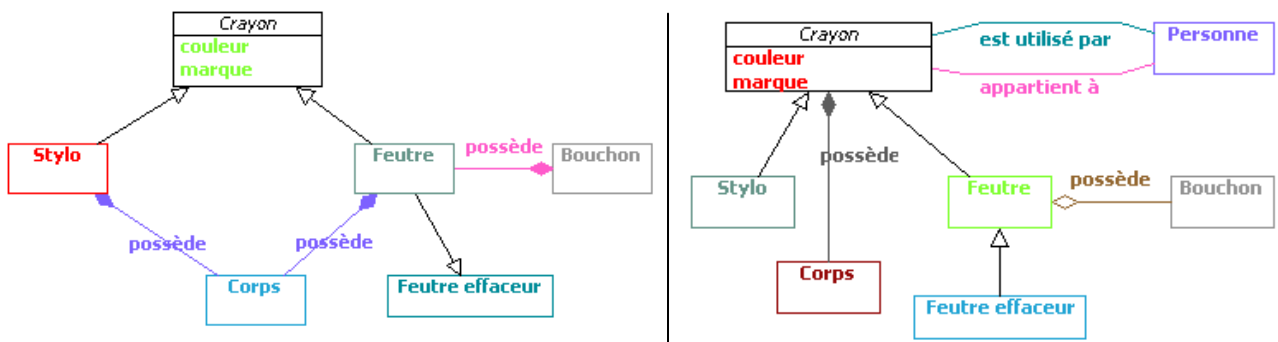 Crayon
couleur
marque
Stylo
Feutre
possède
Bouchon
possède
possède
Corps
Feutre effaceur
Crayon
couleur
marque
est utilisé par
Personne
appartient à
possède
Stylo
Feutre
possède
Bouchon
Corps
Feutre effaceur